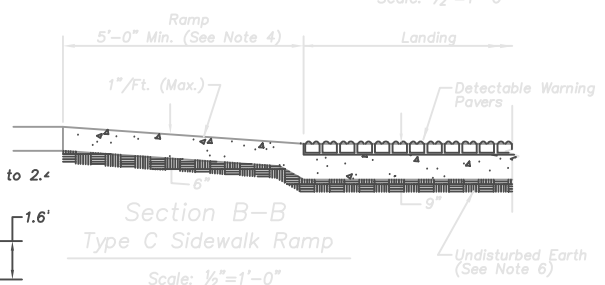 Ramp
5'-0" Min. (See Note 4)
Landing
1"/Ft. (Max.)
Detectable Warning
Pavers
to 2.
6"
9"
1.6'
Section B-B
Type C Sidewalk Ramp
Undisturbed Earth
(See Note 6)
Scale: ½"=1'-0"